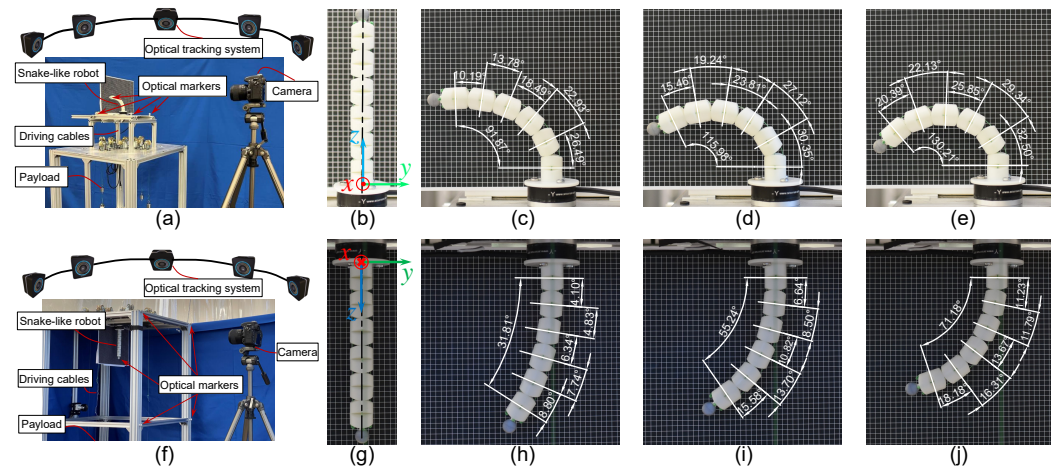 Optical tracking system
Snake-like robot
Optical markers
Camera
Driving cables
Payload
(a)
z
x
y
(b)
10.19°
13.78°
18.49°
22.92°
26.49°
91.87°
-Y
(c)
15.46°
19.24°
23.81°
27.12°
30.35°
115.98°
-Y
(d)
20.39°
22.13°
25.85°
29.34°
32.50°
130.21°
-Y
(e)
Optical tracking system
Snake-like robot
Camera
Optical markers
Driving cables
Payload
(f)
x
y
z
(g)
31.81°
4.10°
4.83°
6.34°
7.74°
8.80°
(h)
55.24°
6.64°
8.50°
10.82°
13.70°
15.58°
(i)
71.18°
11.23°
11.79°
13.67°
16.31°
18.18°
(j)